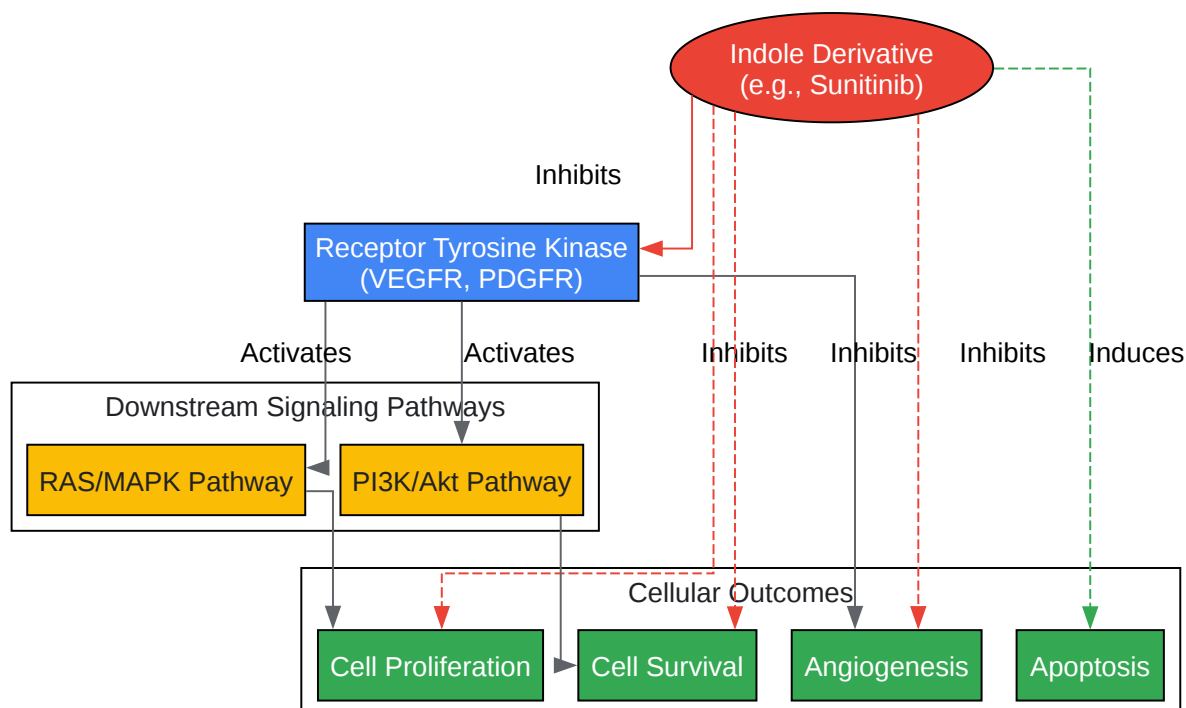 Indole Derivative
(e.g., Sunitinib)
Inhibits
Receptor Tyrosine Kinase
(VEGFR, PDGFR)
Activates
Activates
Inhibits
Inhibits
Inhibits
Induces
Downstream Signaling Pathways
RAS/MAPK Pathway
PI3K/Akt Pathway
Cellular Outcomes
Cell Proliferation
Cell Survival
Angiogenesis
Apoptosis